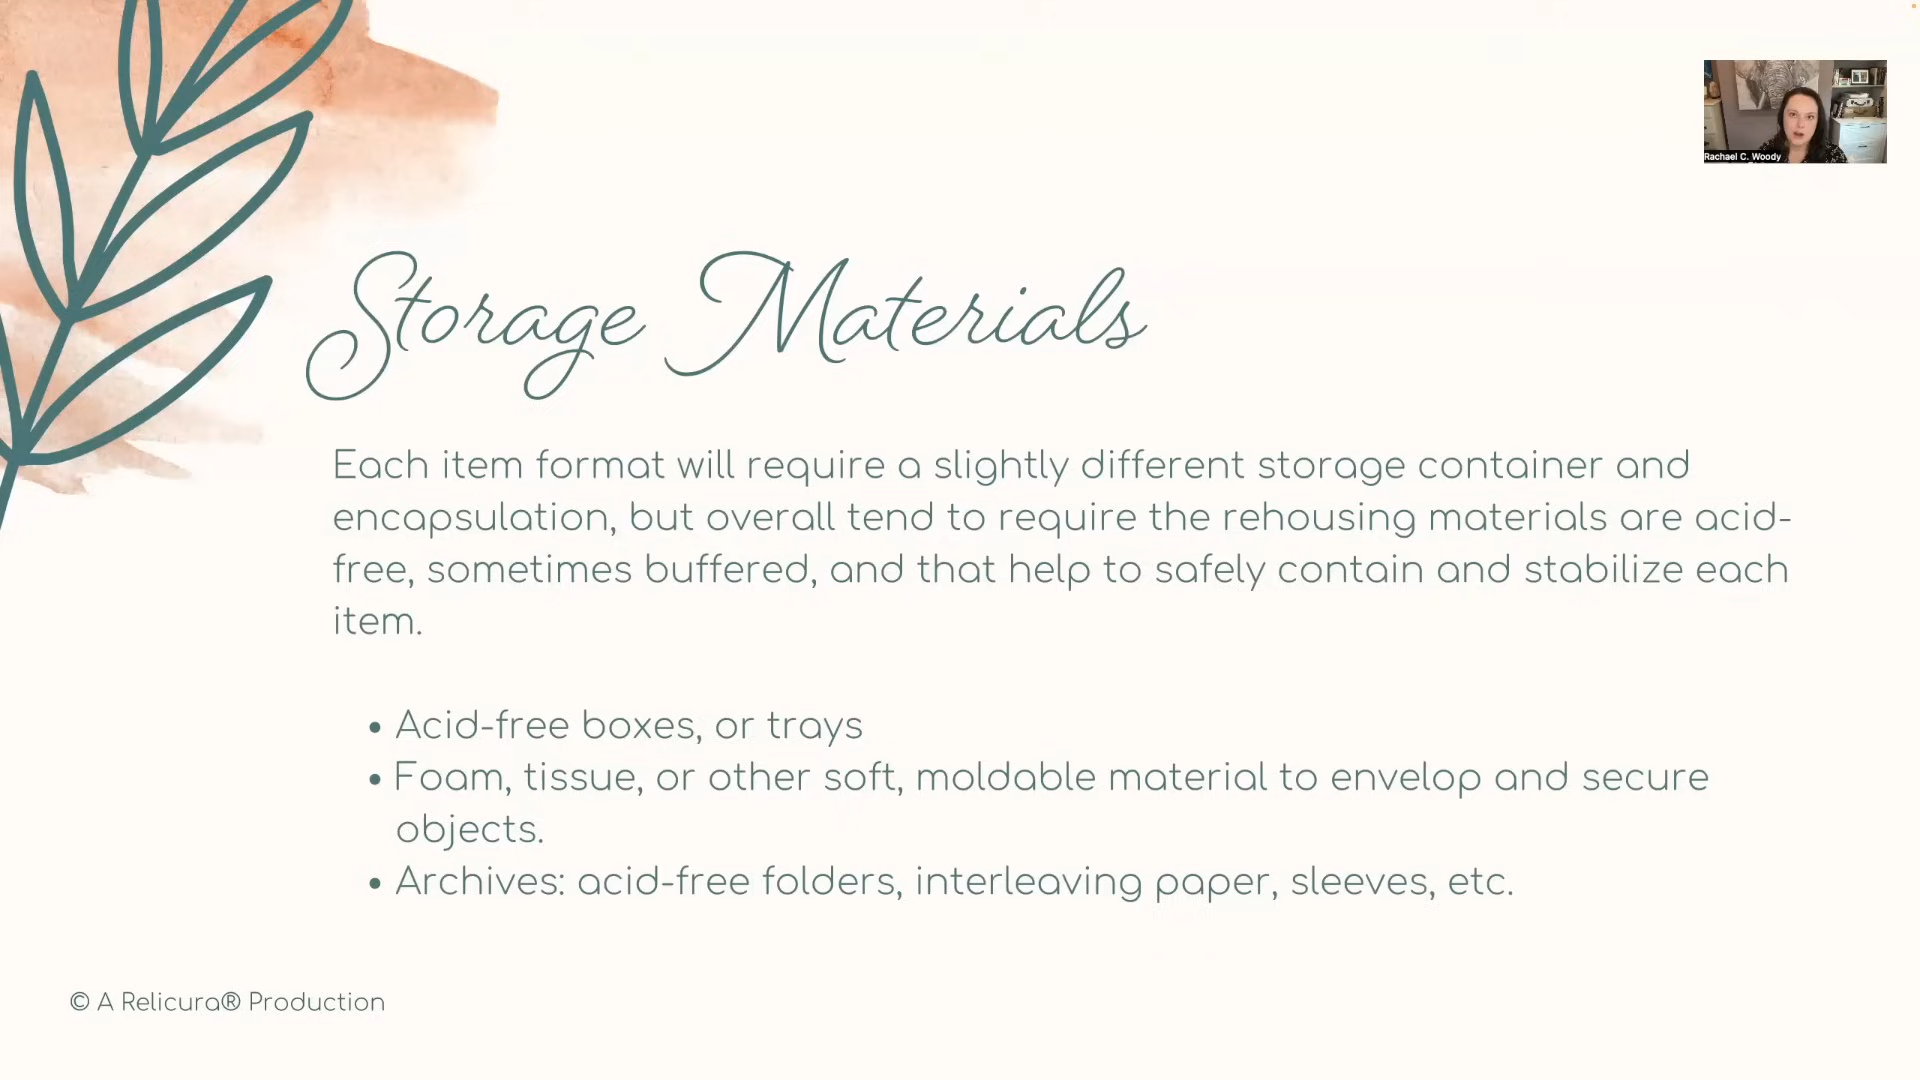 Rachael C. Woody
Storage Materials
Each item format will require a slightly different storage container and
encapsulation, but overall tend to require the rehousing materials are acid-
free, sometimes buffered, and that help to safely contain and stabilize each
item.
• Acid-free boxes, or trays
• Foam, tissue, or other soft, moldable material to envelop and secure
objects.
• Archives: acid-free folders, interleaving paper, sleeves, etc.
© A Relicura® Production